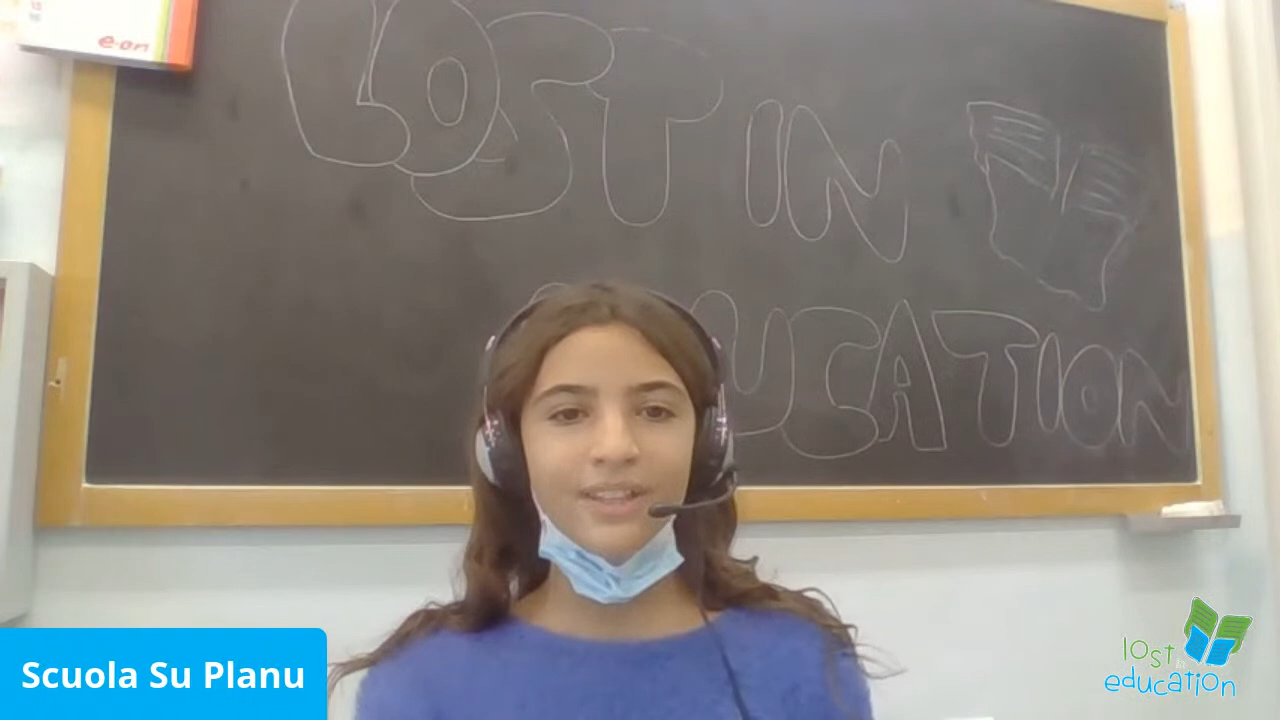 e·on
LOST IN
UCATION
Scuola Su Planu
lost
in
education